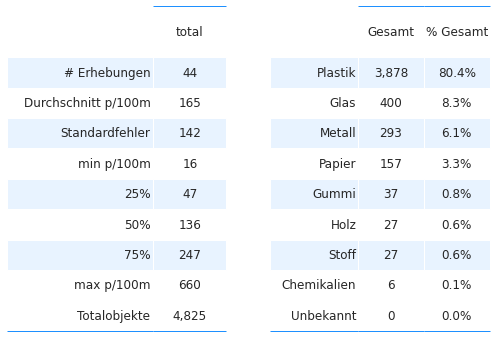 total
# Erhebungen 44
Durchschnitt p/100m 165
Standardfehler 142
min p/100m 16
25% 47
50% 136
75% 247
max p/100m 660
Totalobjekte 4,825
Gesamt % Gesamt
Plastik 3,878 80.4%
Glas 400 8.3%
Metall 293 6.1%
Papier 157 3.3%
Gummi 37 0.8%
Holz 27 0.6%
Stoff 27 0.6%
Chemikalien 6 0.1%
Unbekannt 0 0.0%